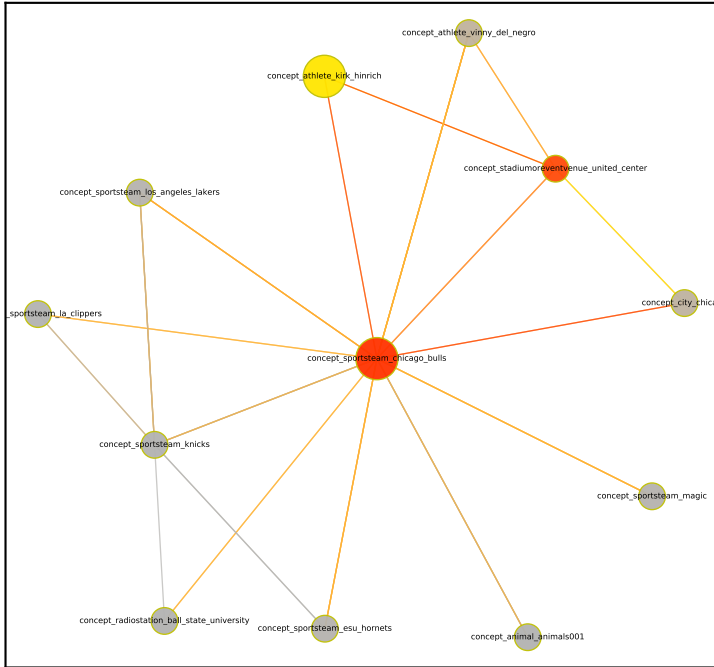 concept_athlete_vinny_del_negro
concept_athlete_kirk_hinrich
concept_stadiumoreventvenue_united_center
concept_sportsteam_los_angeles_lakers
concept_city_chica
_sportsteam_la_clippers
concept_sportsteam_chicago_bulls
concept_sportsteam_knicks
concept_sportsteam_magic
concept_radiostation_ball_state_university
concept_sportsteam_esu_hornets
concept_animal_animals001